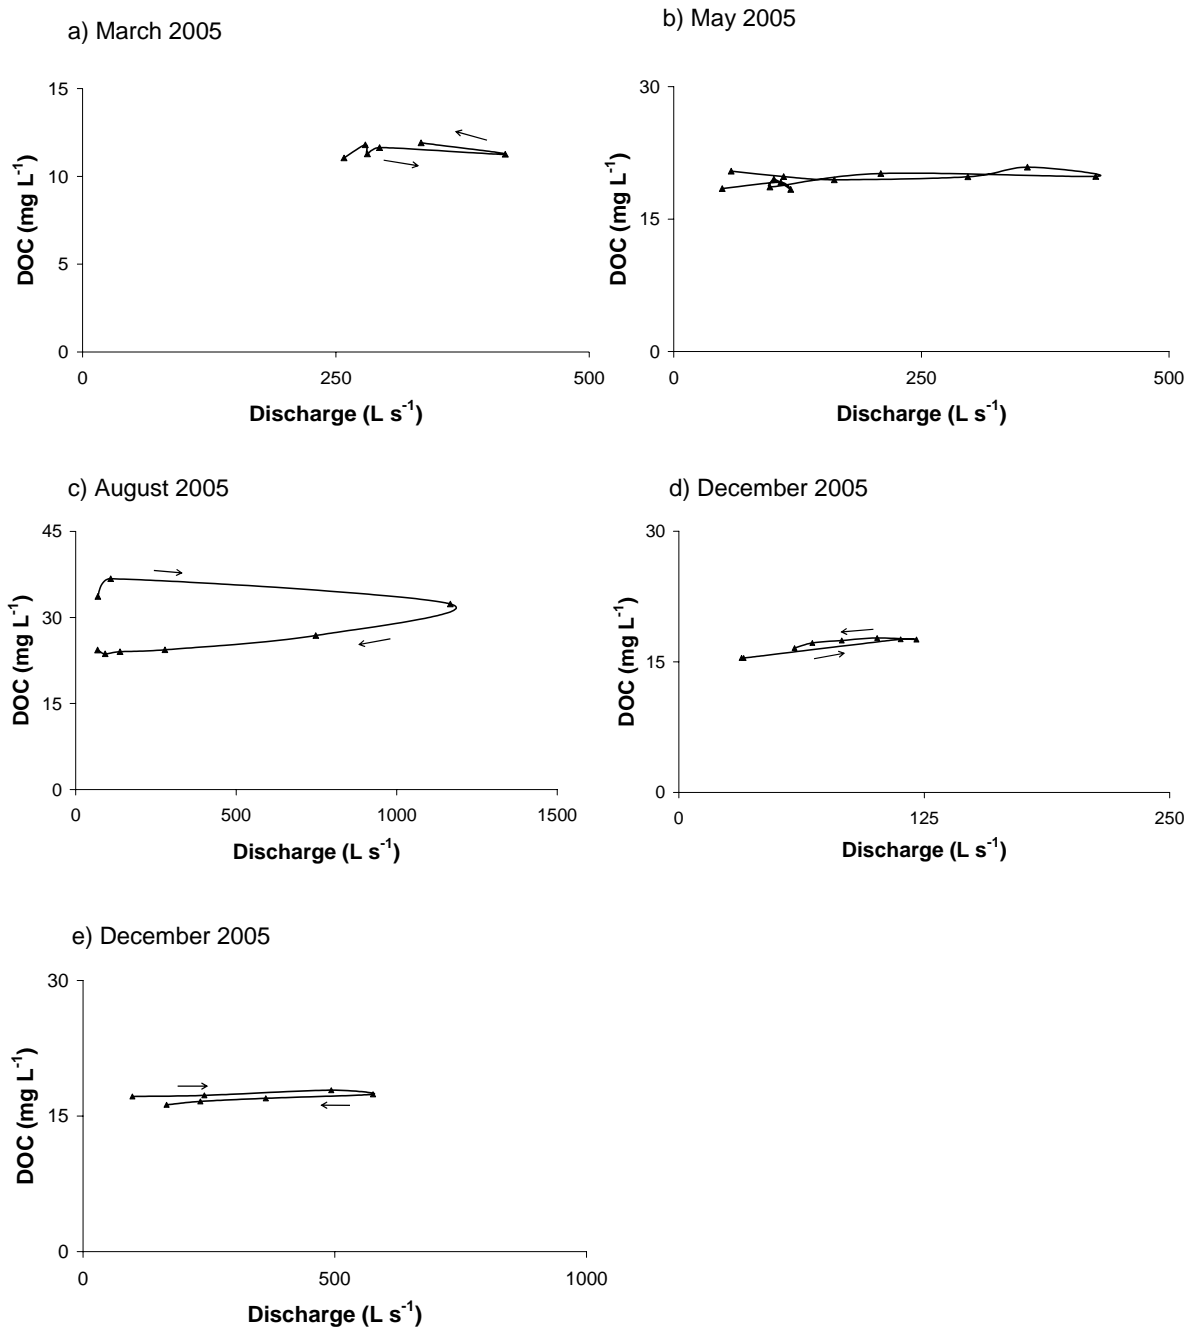 a) March 2005
15
10
5
0
DOC (mg L-1)
0
250
500
Discharge (L s-1)
b) May 2005
30
15
0
DOC (mg L-1)
0
250
500
Discharge (L s-1)
c) August 2005
45
30
15
0
DOC (mg L-1)
0
500
1000
1500
Discharge (L s-1)
d) December 2005
30
15
0
DOC (mg L-1)
0
125
250
Discharge (L s-1)
e) December 2005
30
15
0
DOC (mg L-1)
0
500
1000
Discharge (L s-1)